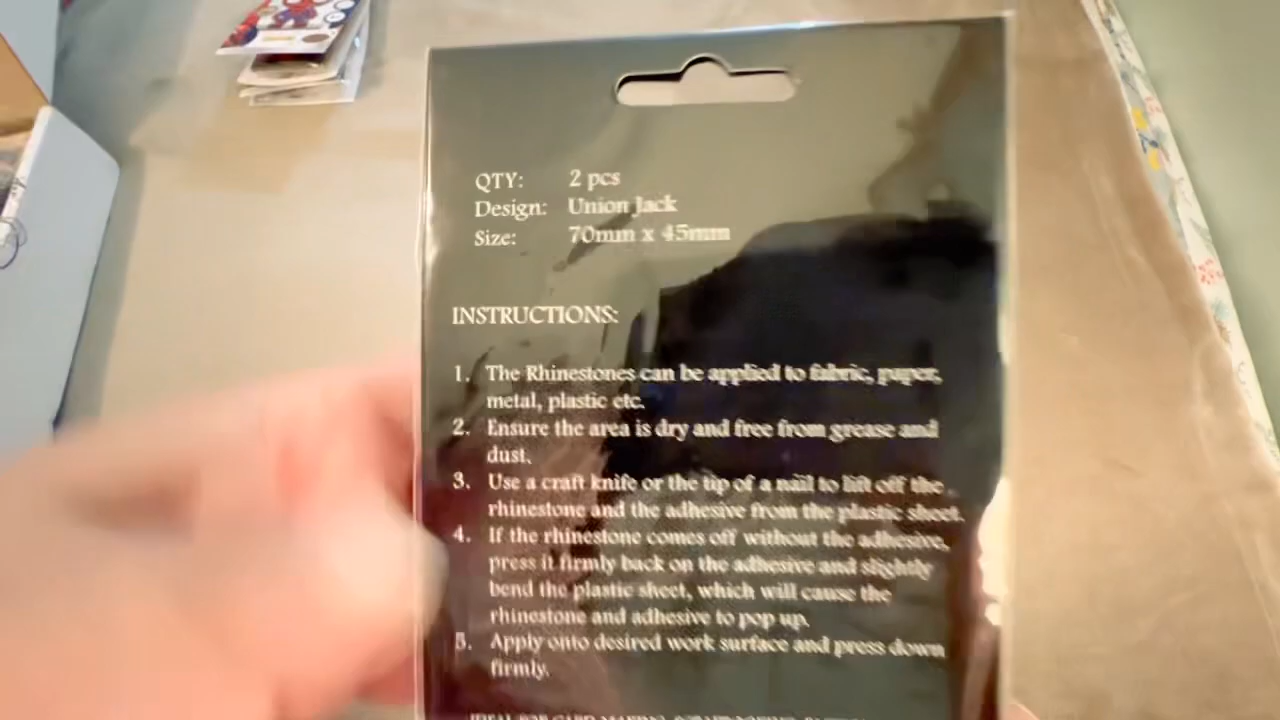 QTY: 2 pcs
Design: Union Jack
Size: 70mm x 45mm
INSTRUCTIONS:
1. The Rhinestones can be applied to fabric, paper,
metal, plastic etc.
2. Ensure the area is dry and free from grease and
dust.
3. Use a craft knife or the tip of a nail to lift off the
rhinestone and the adhesive from the plastic sheet.
4. If the rhinestone comes off without the adhesive,
press it firmly back on the adhesive and slightly
bend the plastic sheet, which will cause the
rhinestone and adhesive to pop up.
5. Apply onto desired work surface and press down
firmly.
IDEAL FOR CARD MAKING,